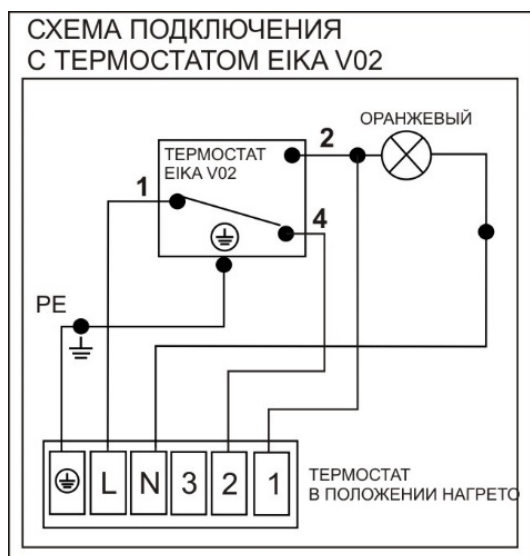 СХЕМА ПОДКЛЮЧЕНИЯ
С ТЕРМОСТАТОМ EIKA V02
ОРАНЖЕВЫЙ
2
ТЕРМОСТАТ
EIKA V02
1
4
PE
L N 3 2 1
ТЕРМОСТАТ
В ПОЛОЖЕНИИ НАГРЕТО